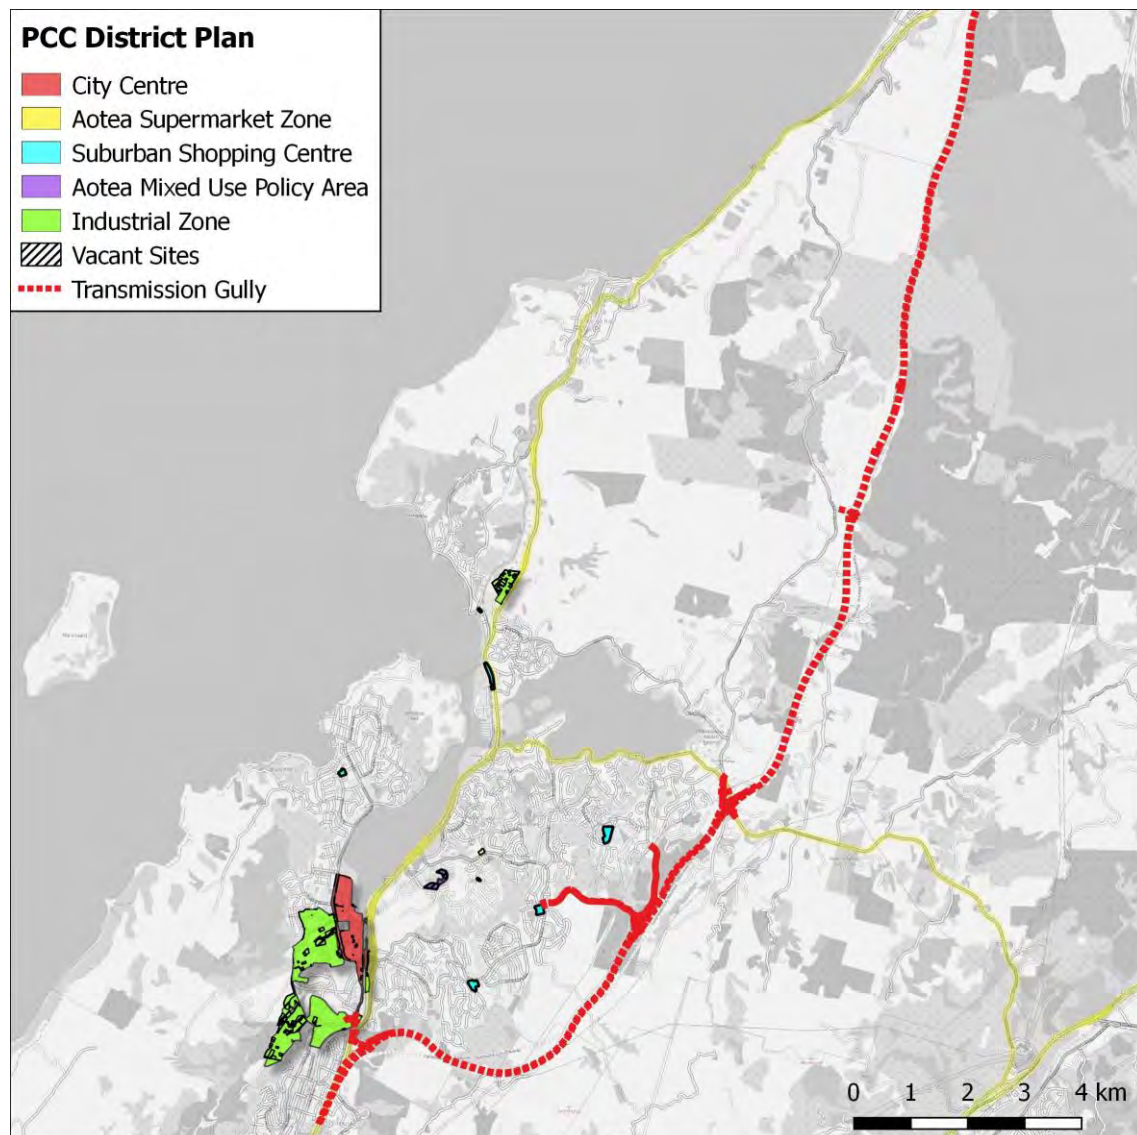 PCC District Plan
City Centre
Aotea Supermarket Zone
Suburban Shopping Centre
Aotea Mixed Use Policy Area
Industrial Zone
Vacant Sites
Transmission Gully
0 1 2 3 4 km